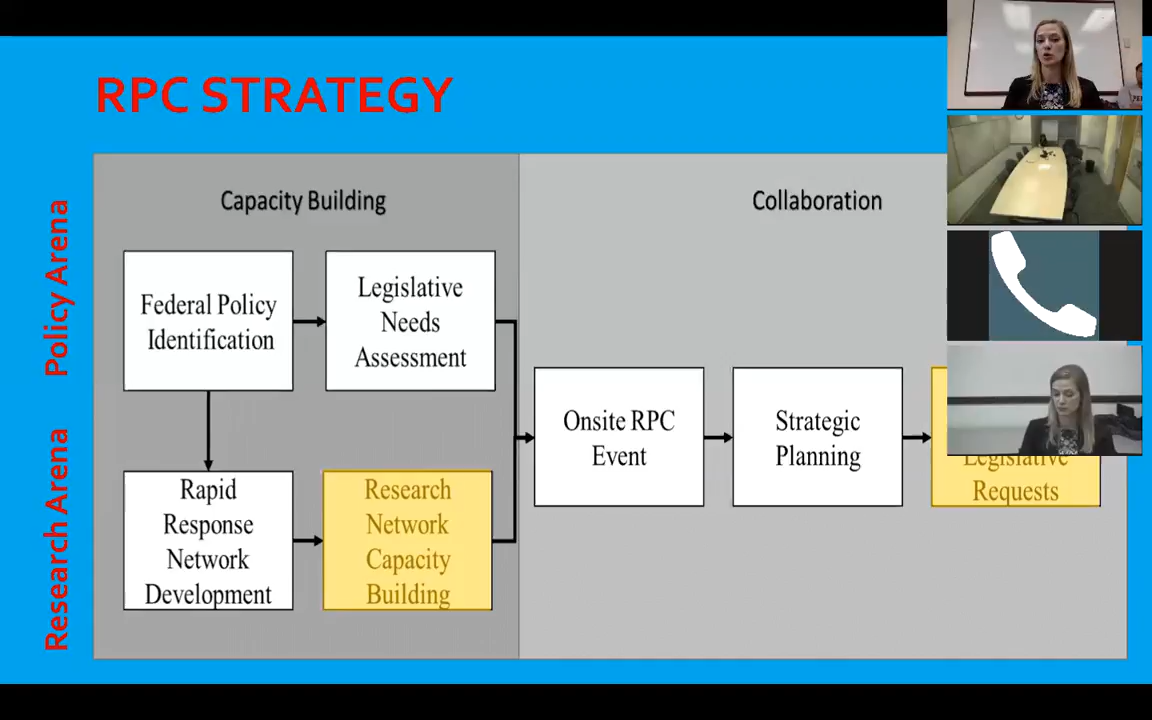 RPC STRATEGY
Capacity Building
Collaboration
Policy Arena
Research Arena
Federal Policy
Identification
Legislative
Needs
Assessment
Rapid
Response
Network
Development
Research
Network
Capacity
Building
Onsite RPC
Event
Strategic
Planning
Legislative
Requests